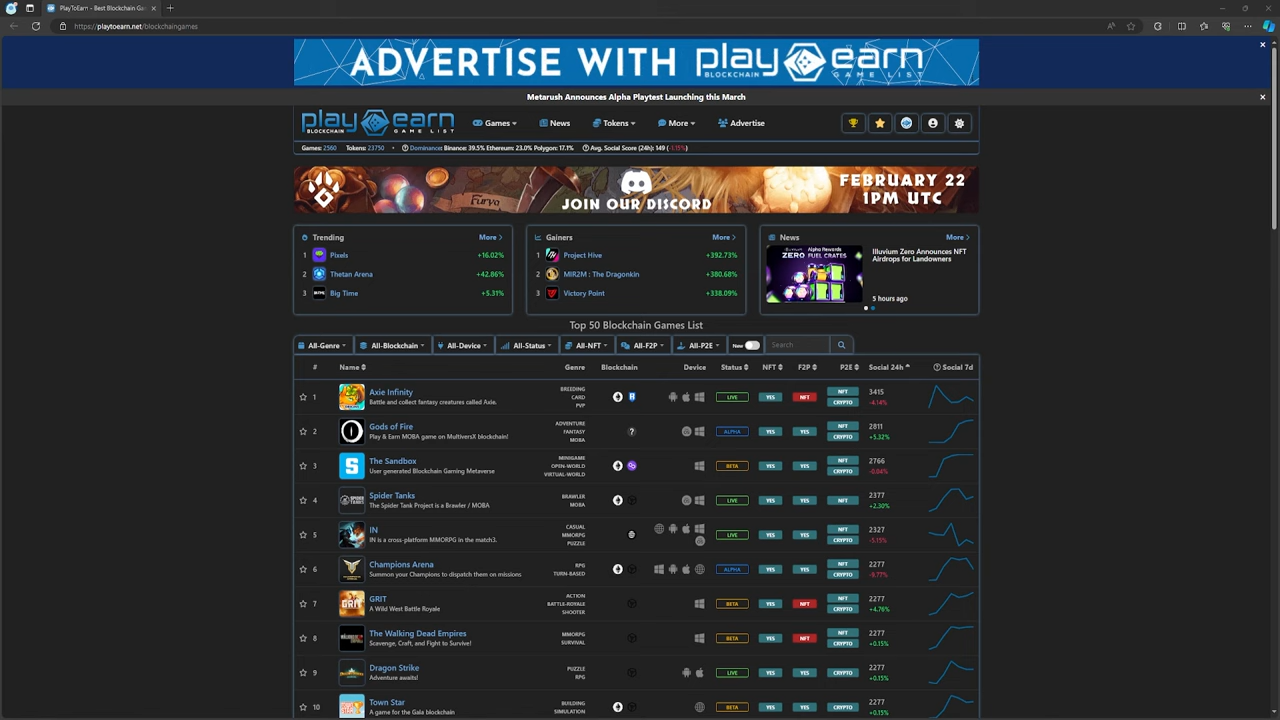 PlayToEarn - Best Blockchain Ga
https://playtoearn.net/blockchaingames
ADVERTISE WITH play earn
BLOCKCHAIN GAME LIST
Metarush Announces Alpha Playtest Launching this March
play earn
BLOCKCHAIN GAME LIST
Games
News
Tokens
More
Advertise
Games: 2560 Tokens: 23750 • Dominance: Binance: 39.5% Ethereum: 23.0% Polygon: 17.1% Avg. Social Score (24h): 149 (-1.15%)
Furyo
JOIN OUR DISCORD
FEBRUARY 22
1PM UTC
Trending More
1 Pixels +16.02%
2 Thetan Arena +42.86%
3 Big Time +5.31%
Gainers More
1 Project Hive +392.73%
2 MIR2M : The Dragonkin +380.68%
3 Victory Point +338.09%
News More
Alpha Rewards
ZERO FUEL CRATES
Illuvium Zero Announces NFT
Airdrops for Landowners
5 hours ago
Top 50 Blockchain Games List
All-Genre All-Blockchain All-Device All-Status All-NFT All-F2P All-P2E New Search
# Name Genre Blockchain Device Status NFT F2P P2E Social 24h Social 7d
1 Axie Infinity
Battle and collect fantasy creatures called Axie.
BREEDING
CARD
PVP
LIVE YES NFT
NFT
CRYPTO
3415
-4.14%
2 Gods of Fire
Play & Earn MOBA game on MultiversX blockchain!
ADVENTURE
FANTASY
MOBA
?
ALPHA YES YES
NFT
CRYPTO
2811
+5.32%
3 The Sandbox
User generated Blockchain Gaming Metaverse
MINIGAME
OPEN-WORLD
VIRTUAL-WORLD
BETA YES YES
NFT
CRYPTO
2766
-0.04%
4 Spider Tanks
The Spider Tank Project is a Brawler / MOBA
BRAWLER
MOBA
LIVE YES YES NFT
2377
+2.30%
5 IN
IN is a cross-platform MMORPG in the match3.
CASUAL
MMORPG
PUZZLE
LIVE YES YES
NFT
CRYPTO
2327
-5.15%
6 Champions Arena
Summon your Champions to dispatch them on missions
RPG
TURN-BASED
ALPHA YES YES
NFT
CRYPTO
2277
-9.77%
7 GRIT
A Wild West Battle Royale
ACTION
BATTLE-ROYALE
SHOOTER
BETA YES NFT
NFT
CRYPTO
2277
+4.76%
8 The Walking Dead Empires
Scavenge, Craft, and Fight to Survive!
MMORPG
SURVIVAL
BETA YES NFT
NFT
CRYPTO
2277
+0.15%
9 Dragon Strike
Adventure awaits!
PUZZLE
RPG
LIVE YES YES CRYPTO
2277
+0.15%
10 Town Star
A game for the Gala blockchain
BUILDING
SIMULATION
BETA YES YES
NFT
CRYPTO
2277
+0.15%